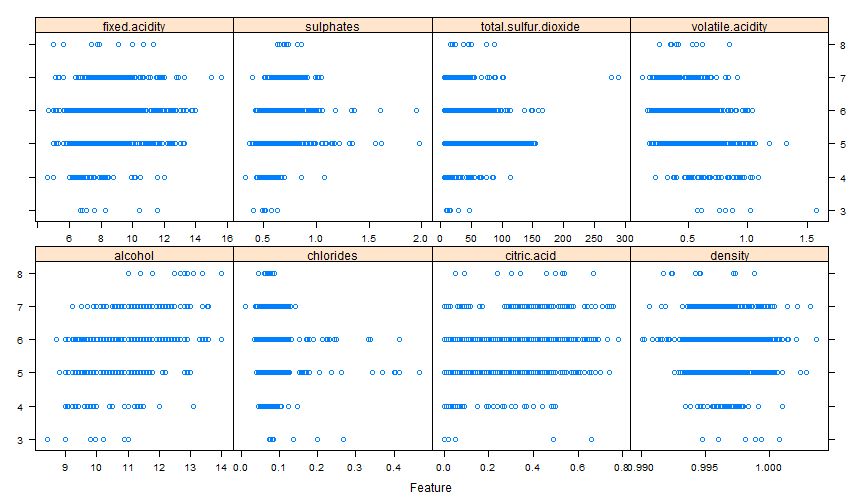 fixed.acidity sulphates total.sulfur.dioxide volatile.acidity
8
7
6
5
4
3
6 8 10 12 14 16 0.5 1.0 1.5 2.0 0 50 100 150 200 250 300 0.5 1.0 1.5
alcohol chlorides citric.acid density
8
7
6
5
4
3
9 10 11 12 13 14 0.0 0.1 0.2 0.3 0.4 0.0 0.2 0.4 0.6 0.8 0.990 0.995 1.000
Feature